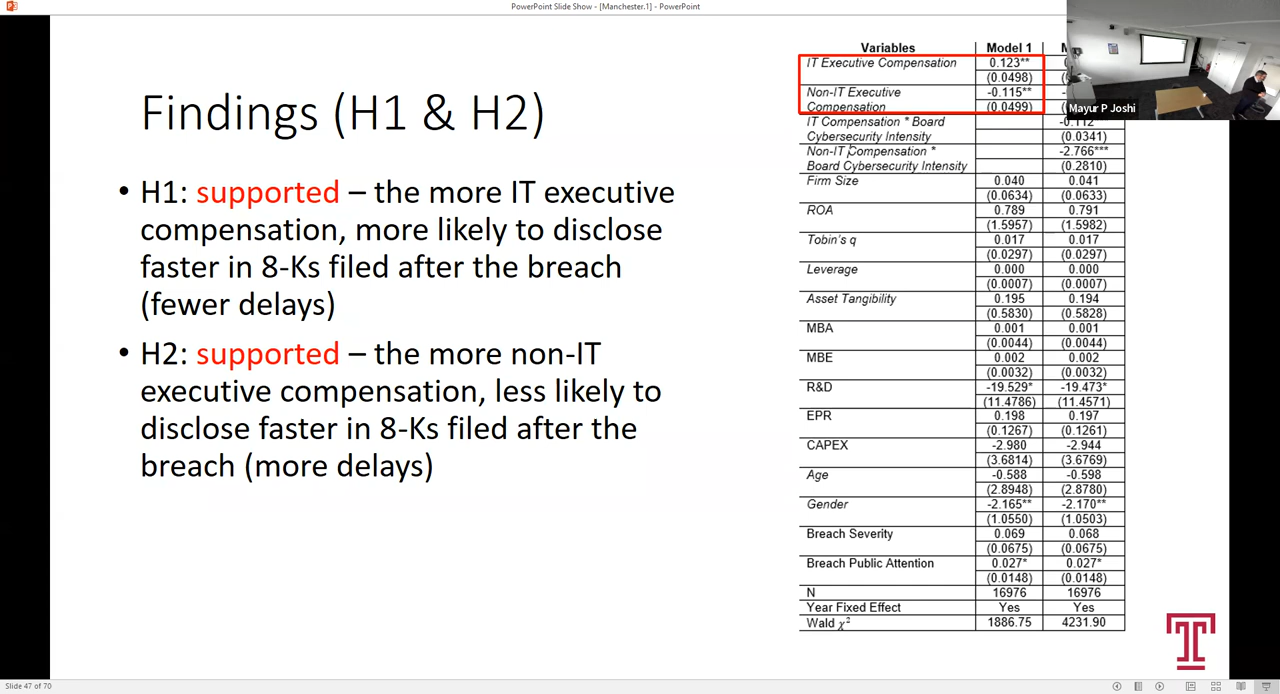 PowerPoint Slide Show - [Manchester.1] - PowerPoint
Findings (H1 & H2)
• H1: supported – the more IT executive
compensation, more likely to disclose
faster in 8-Ks filed after the breach
(fewer delays)
• H2: supported – the more non-IT
executive compensation, less likely to
disclose faster in 8-Ks filed after the
breach (more delays)
Variables Model 1
IT Executive Compensation 0.123**
(0.0498)
Non-IT Executive -0.115**
Compensation (0.0499)
IT Compensation * Board -0.112
Cybersecurity Intensity (0.0341)
Non-IT Compensation * -2.766***
Board Cybersecurity Intensity (0.2810)
Firm Size 0.040 0.041
(0.0634) (0.0633)
ROA 0.789 0.791
(1.5957) (1.5982)
Tobin's q 0.017 0.017
(0.0297) (0.0297)
Leverage 0.000 0.000
(0.0007) (0.0007)
Asset Tangibility 0.195 0.194
(0.5830) (0.5828)
MBA 0.001 0.001
(0.0044) (0.0044)
MBE 0.002 0.002
(0.0032) (0.0032)
R&D -19.529* -19.473*
(11.4786) (11.4571)
EPR 0.198 0.197
(0.1267) (0.1261)
CAPEX -2.980 -2.944
(3.6814) (3.6769)
Age -0.588 -0.598
(2.8948) (2.8780)
Gender -2.165** -2.170**
(1.0550) (1.0503)
Breach Severity 0.069 0.068
(0.0675) (0.0675)
Breach Public Attention 0.027* 0.027*
(0.0148) (0.0148)
N 16976 16976
Year Fixed Effect Yes Yes
Wald χ² 1886.75 4231.90
Mayur P Joshi
Slide 47 of 70